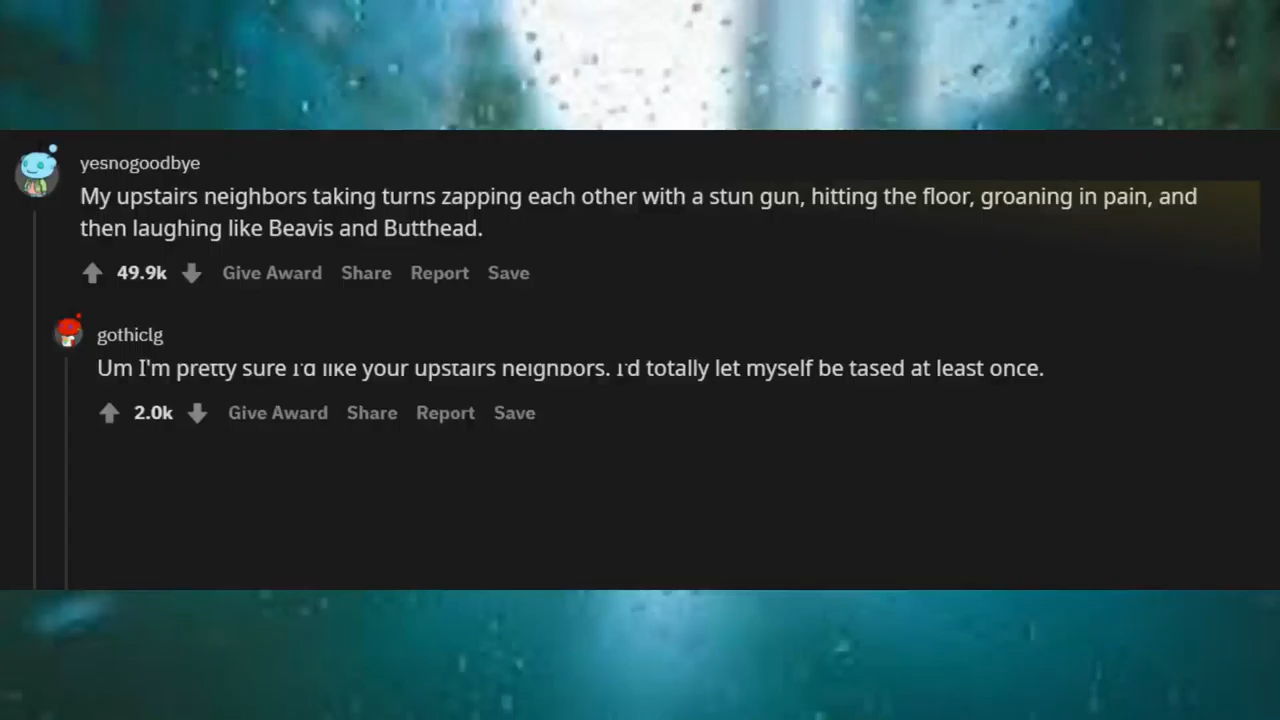 yesnogoodbye
My upstairs neighbors taking turns zapping each other with a stun gun, hitting the floor, groaning in pain, and
then laughing like Beavis and Butthead.
49.9k Give Award Share Report Save
gothiclg
Um I'm pretty sure I'd like your upstairs neighbors. I'd totally let myself be tased at least once.
2.0k Give Award Share Report Save